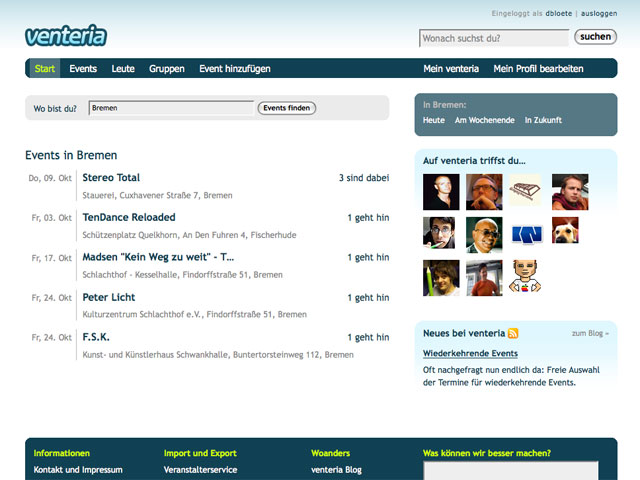 Eingeloggt als dbloete | ausloggen
venteria
Wonach suchst du?
suchen
Start Events Leute Gruppen Event hinzufügen Mein venteria Mein Profil bearbeiten
Wo bist du? Bremen Events finden
In Bremen:
Heute Am Wochenende In Zukunft
Events in Bremen
Do, 09. Okt Stereo Total 3 sind dabei
Stauerei, Cuxhavener Straße 7, Bremen
Fr, 03. Okt TenDance Reloaded 1 geht hin
Schützenplatz Quelkhorn, An Den Fuhren 4, Fischerhude
Fr, 17. Okt Madsen "Kein Weg zu weit" - T... 1 geht hin
Schlachthof - Kesselhalle, Findorffstraße 51, Bremen
Fr, 24. Okt Peter Licht 1 geht hin
Kulturzentrum Schlachthof e.V., Findorffstraße 51, Bremen
Fr, 24. Okt F.S.K. 1 geht hin
Kunst- und Künstlerhaus Schwankhalle, Buntertorsteinweg 112, Bremen
Auf venteria triffst du...
Neues bei venteria zum Blog »
Wiederkehrende Events
Oft nachgefragt nun endlich da: Freie Auswahl
der Termine für wiederkehrende Events.
Informationen Import und Export Woanders Was können wir besser machen?
Kontakt und Impressum Veranstalterservice venteria Blog